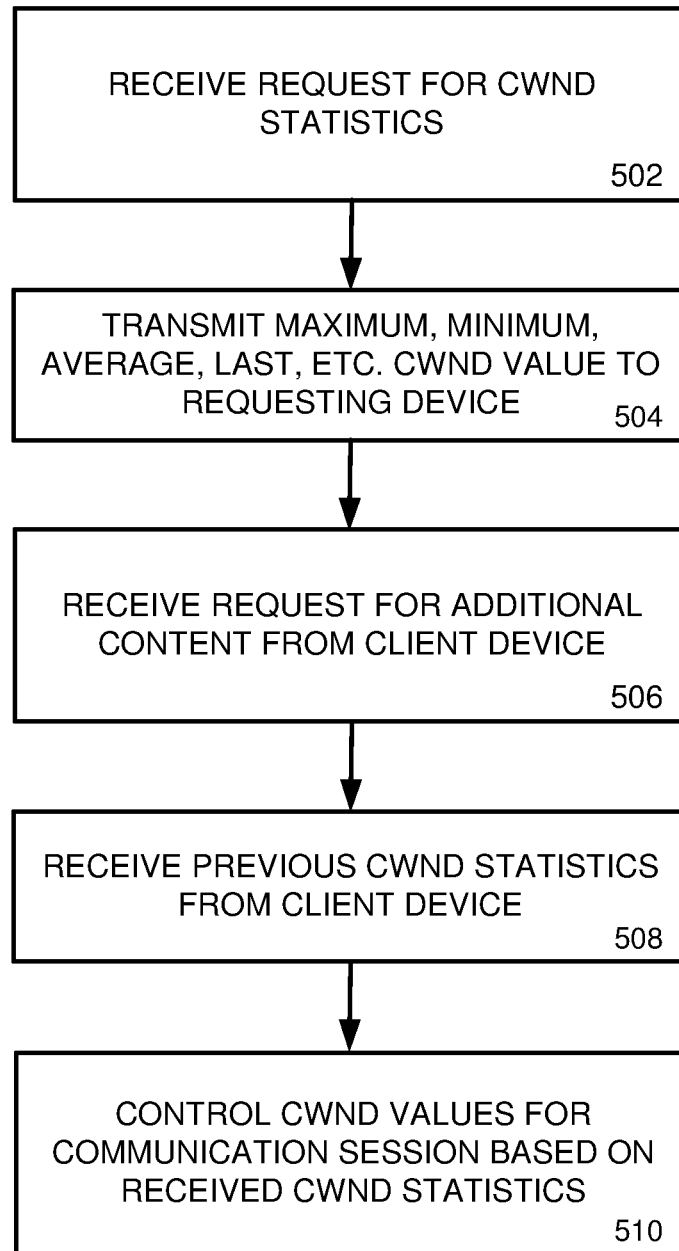 RECEIVE REQUEST FOR CWND
STATISTICS
502
TRANSMIT MAXIMUM, MINIMUM,
AVERAGE, LAST, ETC. CWND VALUE TO
REQUESTING DEVICE
504
RECEIVE REQUEST FOR ADDITIONAL
CONTENT FROM CLIENT DEVICE
506
RECEIVE PREVIOUS CWND STATISTICS
FROM CLIENT DEVICE
508
CONTROL CWND VALUES FOR
COMMUNICATION SESSION BASED ON
RECEIVED CWND STATISTICS
510